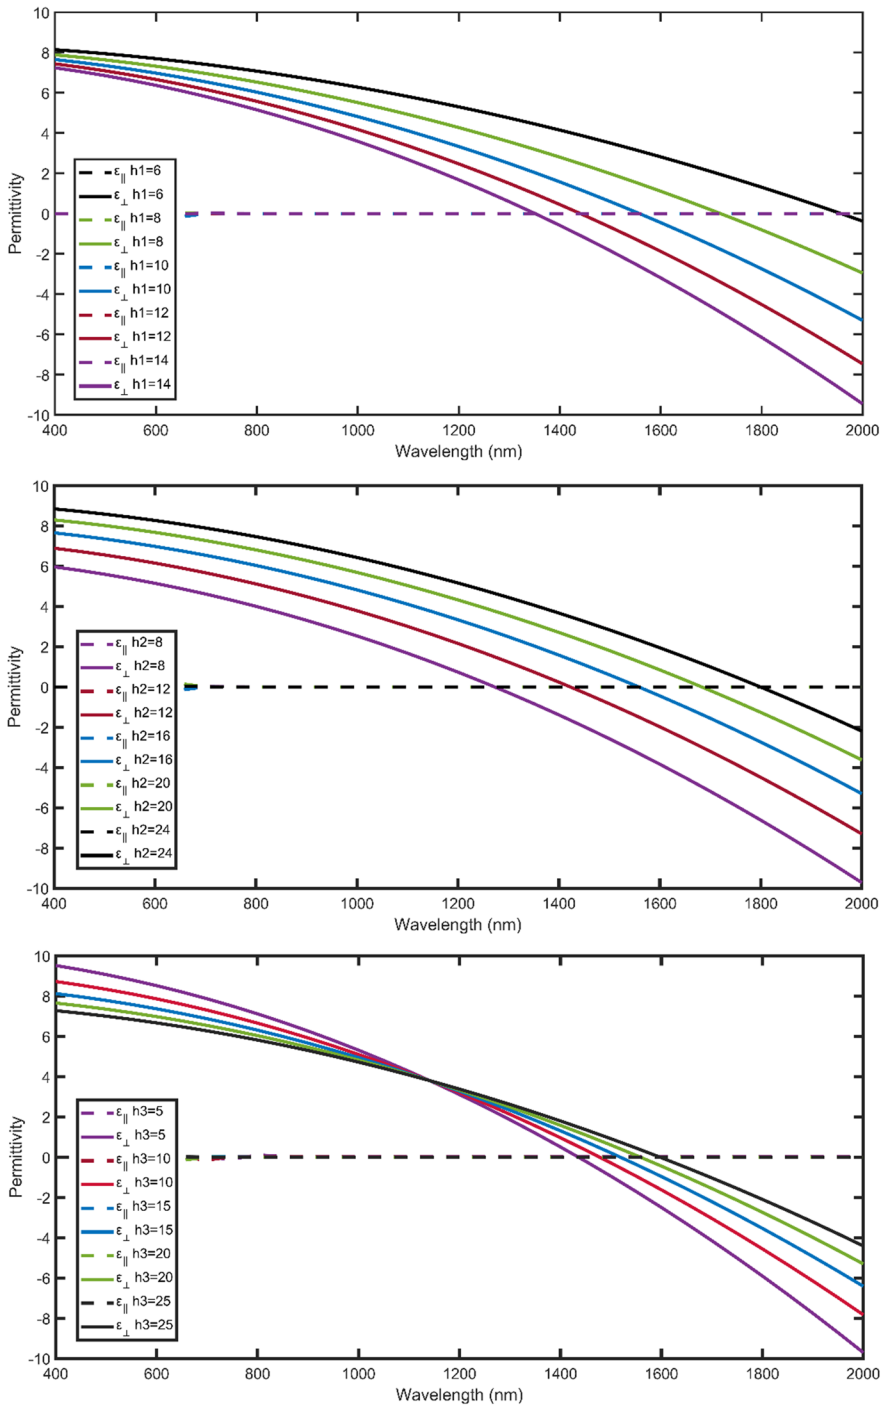 10
8
6
4
2
0
-2
-4
-6
-8
-10
Permittivity
ε∥ h1=6
ε⊥ h1=6
ε∥ h1=8
ε⊥ h1=8
ε∥ h1=10
ε⊥ h1=10
ε∥ h1=12
ε⊥ h1=12
ε∥ h1=14
ε⊥ h1=14
400 600 800 1000 1200 1400 1600 1800 2000
Wavelength (nm)
10
8
6
4
2
0
-2
-4
-6
-8
-10
Permittivity
ε∥ h2=8
ε⊥ h2=8
ε∥ h2=12
ε⊥ h2=12
ε∥ h2=16
ε⊥ h2=16
ε∥ h2=20
ε⊥ h2=20
ε∥ h2=24
ε⊥ h2=24
400 600 800 1000 1200 1400 1600 1800 2000
Wavelength (nm)
10
8
6
4
2
0
-2
-4
-6
-8
-10
Permittivity
ε∥ h3=5
ε⊥ h3=5
ε∥ h3=10
ε⊥ h3=10
ε∥ h3=15
ε⊥ h3=15
ε∥ h3=20
ε⊥ h3=20
ε∥ h3=25
ε⊥ h3=25
400 600 800 1000 1200 1400 1600 1800 2000
Wavelength (nm)